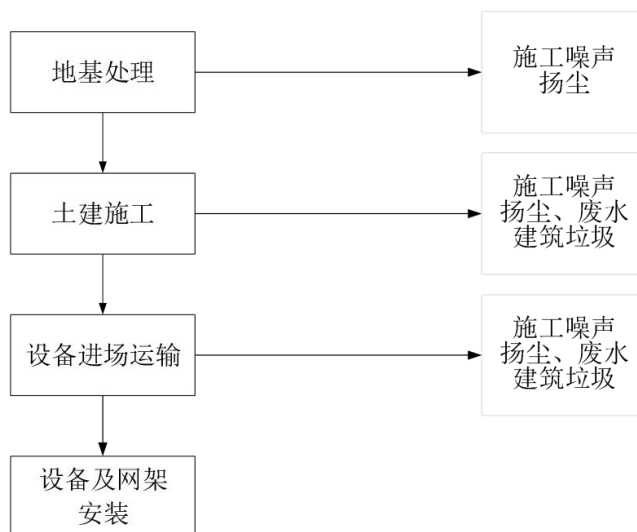 地基处理
施工噪声
扬尘
土建施工
施工噪声
扬尘、废水
建筑垃圾
设备进场运输
施工噪声
扬尘、废水
建筑垃圾
设备及网架
安装